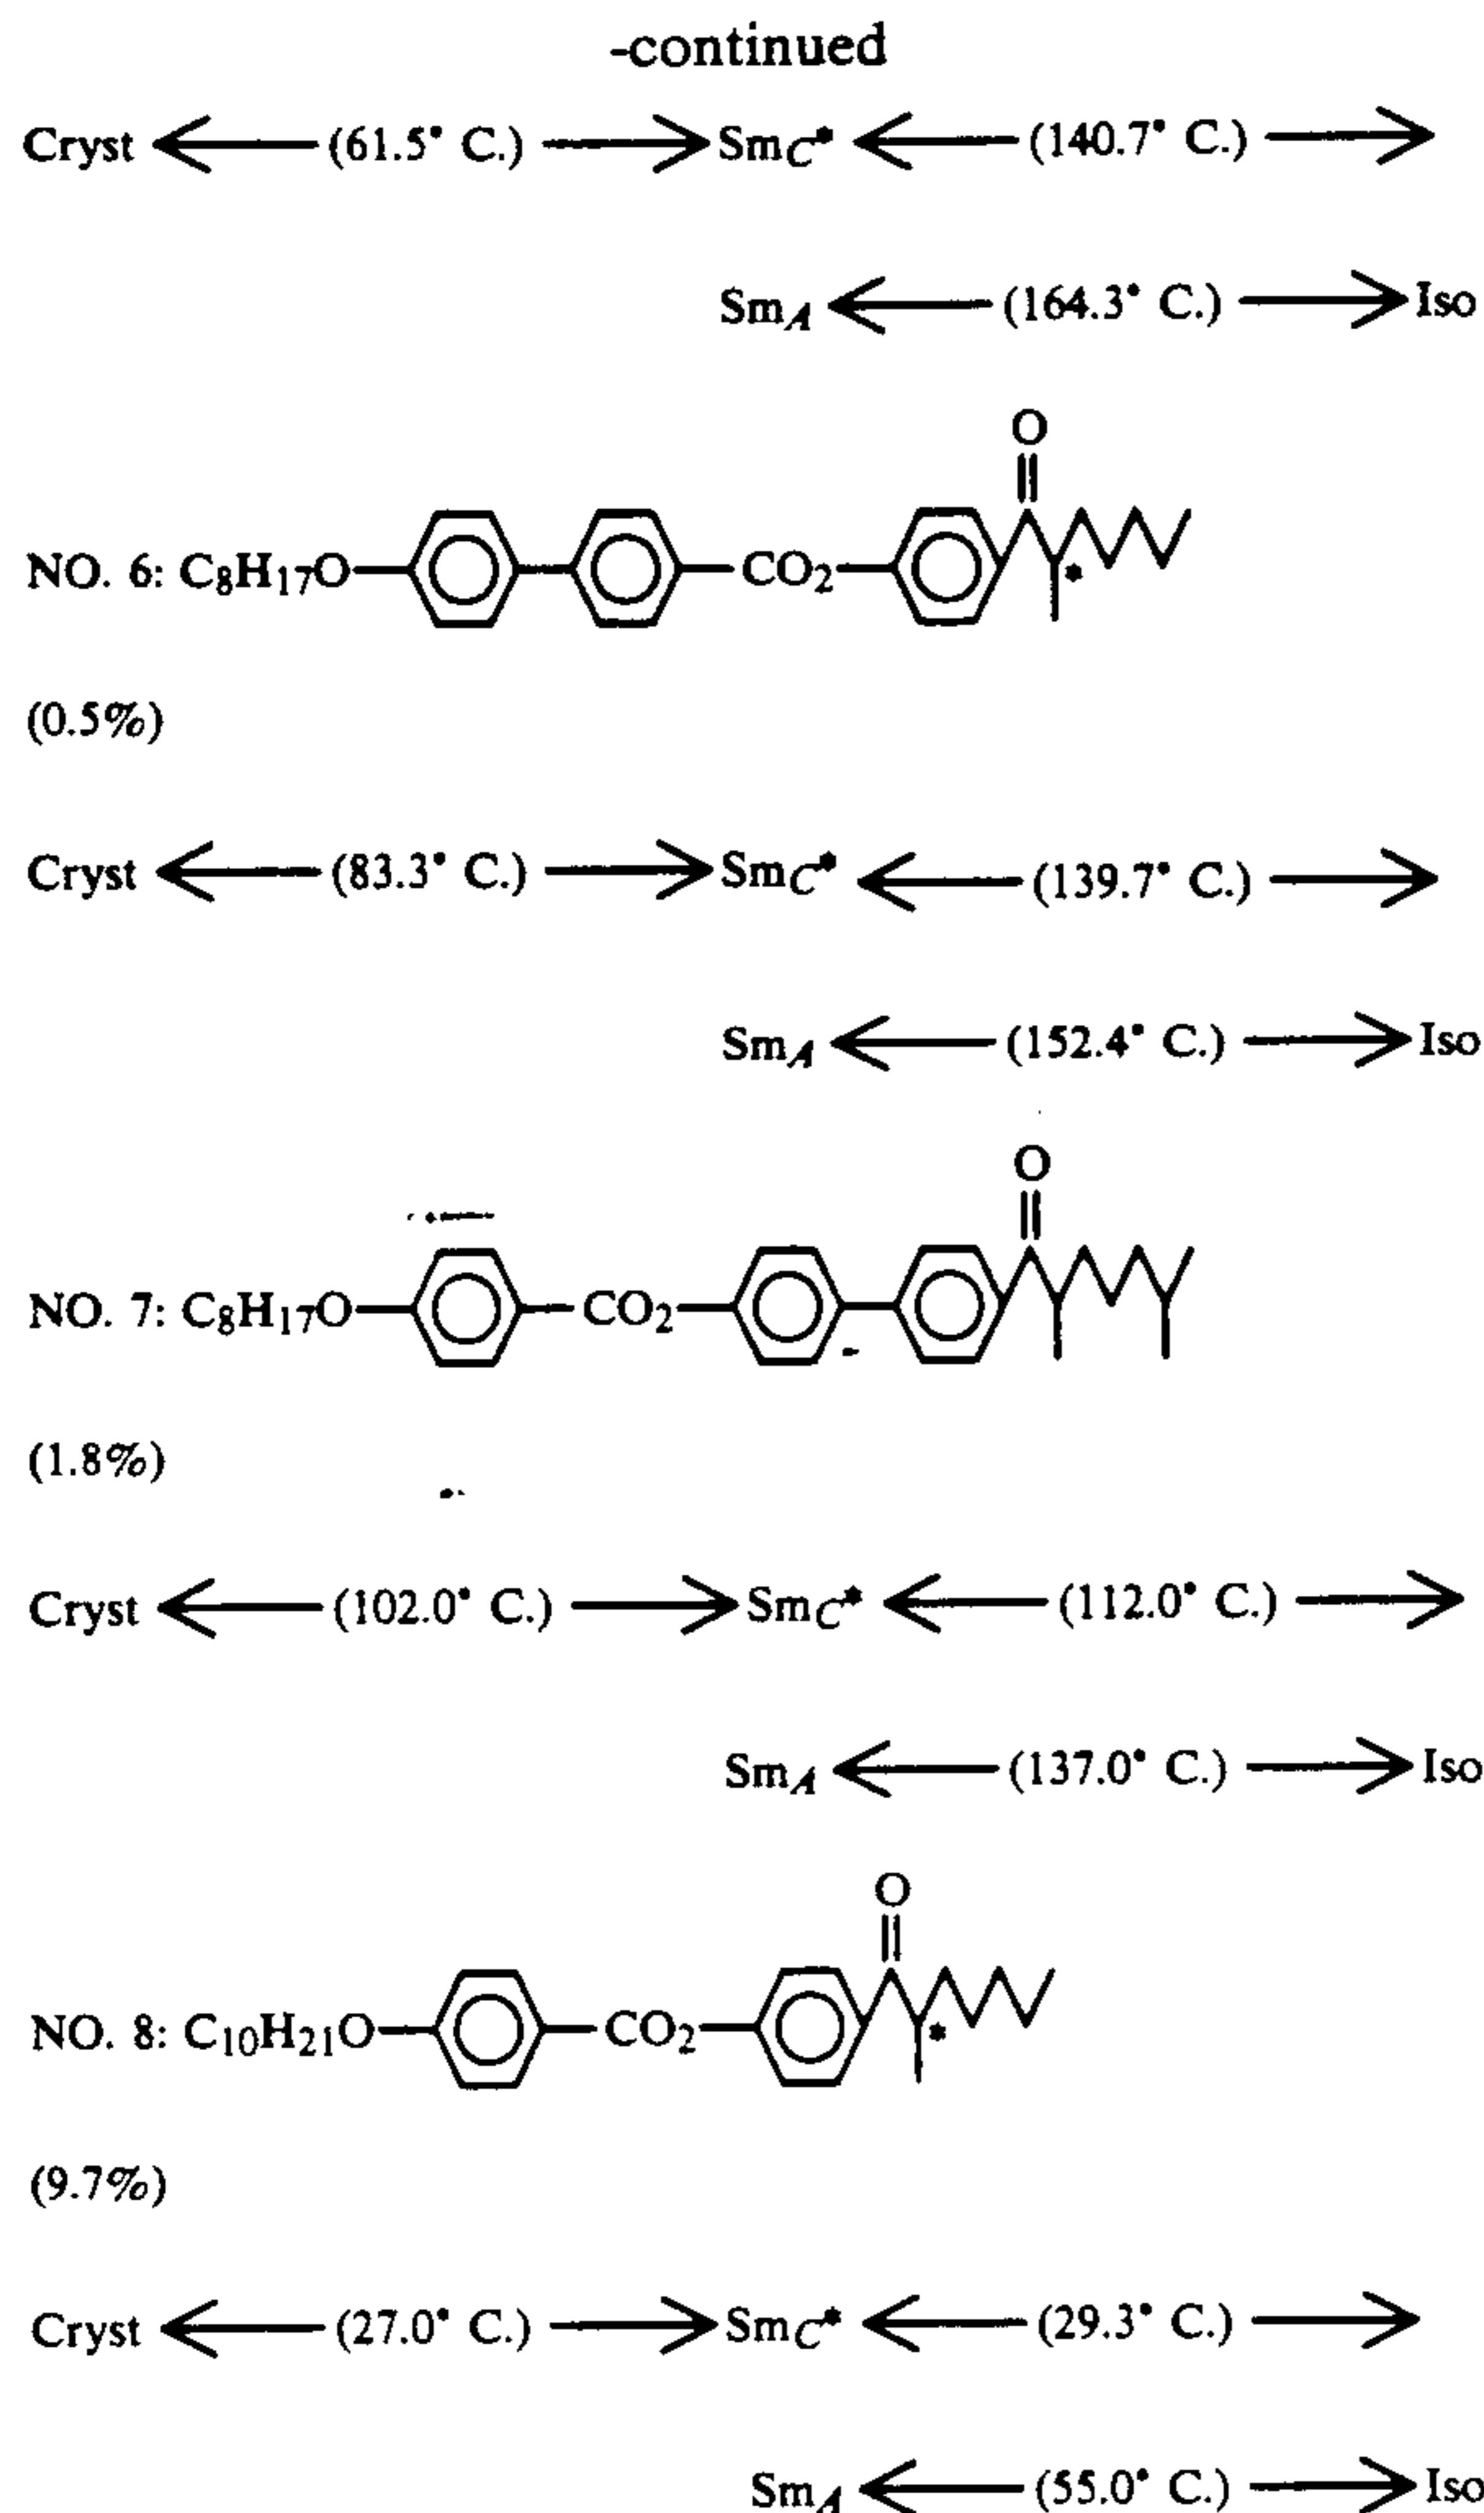 -continued
Cryst ←(61.5° C.)→ SmC* ←(140.7° C.)→
SmA ←(164.3° C.)→ Iso
O
NO. 6: C8H17O CO2 *
(0.5%)
Cryst ←(83.3° C.)→ SmC* ←(139.7° C.)→
SmA ←(152.4° C.)→ Iso
O
NO. 7: C8H17O CO2
(1.8%)
Cryst ←(102.0° C.)→ SmC* ←(112.0° C.)→
SmA ←(137.0° C.)→ Iso
O
NO. 8: C10H21O CO2 *
(9.7%)
Cryst ←(27.0° C.)→ SmC* ←(29.3° C.)→
SmA ←(55.0° C.)→ Iso